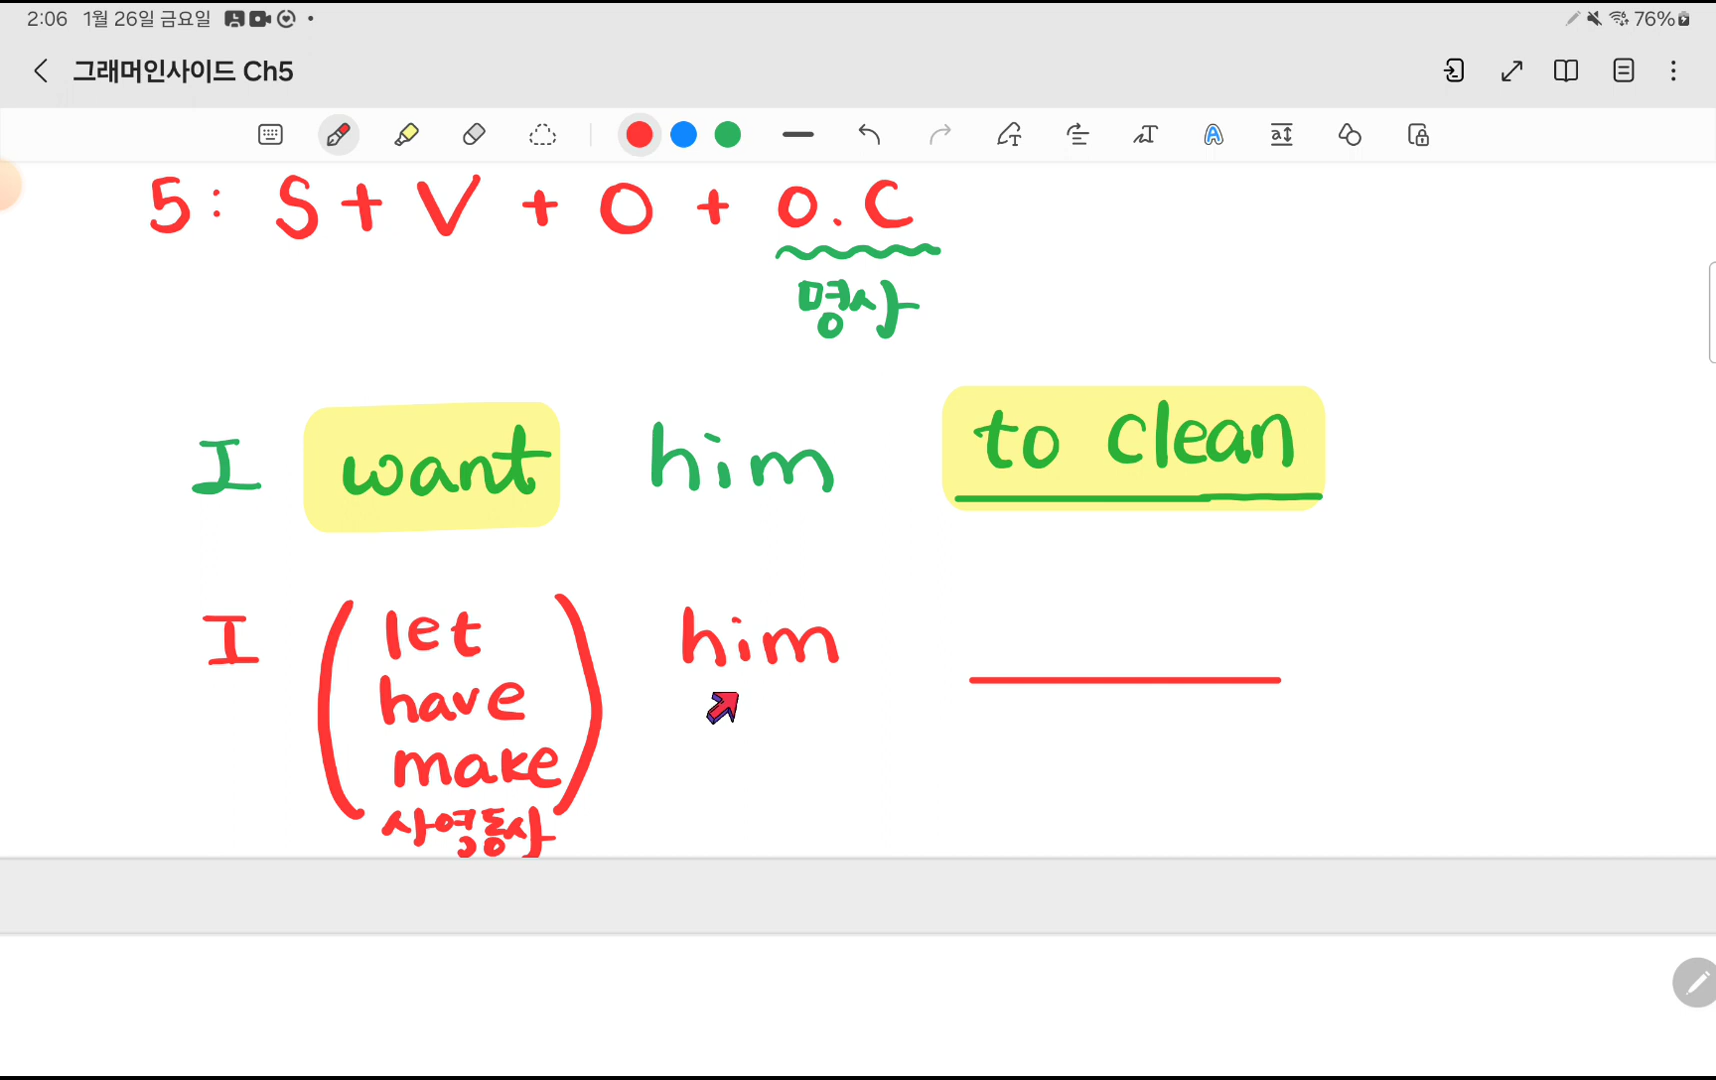 2:06 1월 26일 금요일
76%
그래머인사이드 Ch5
5: S + V + O + O.C
명사
I want him to clean
I ( let him
have
make )
사역동사